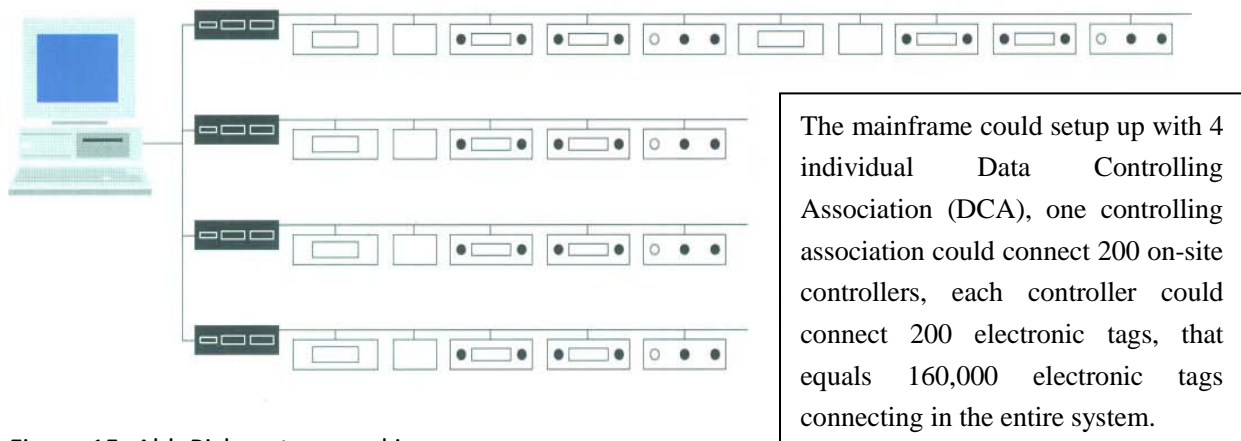 The mainframe could setup up with 4
individual Data Controlling
Association (DCA), one controlling
association could connect 200 on-site
controllers, each controller could
connect 200 electronic tags, that
equals 160,000 electronic tags
connecting in the entire system.